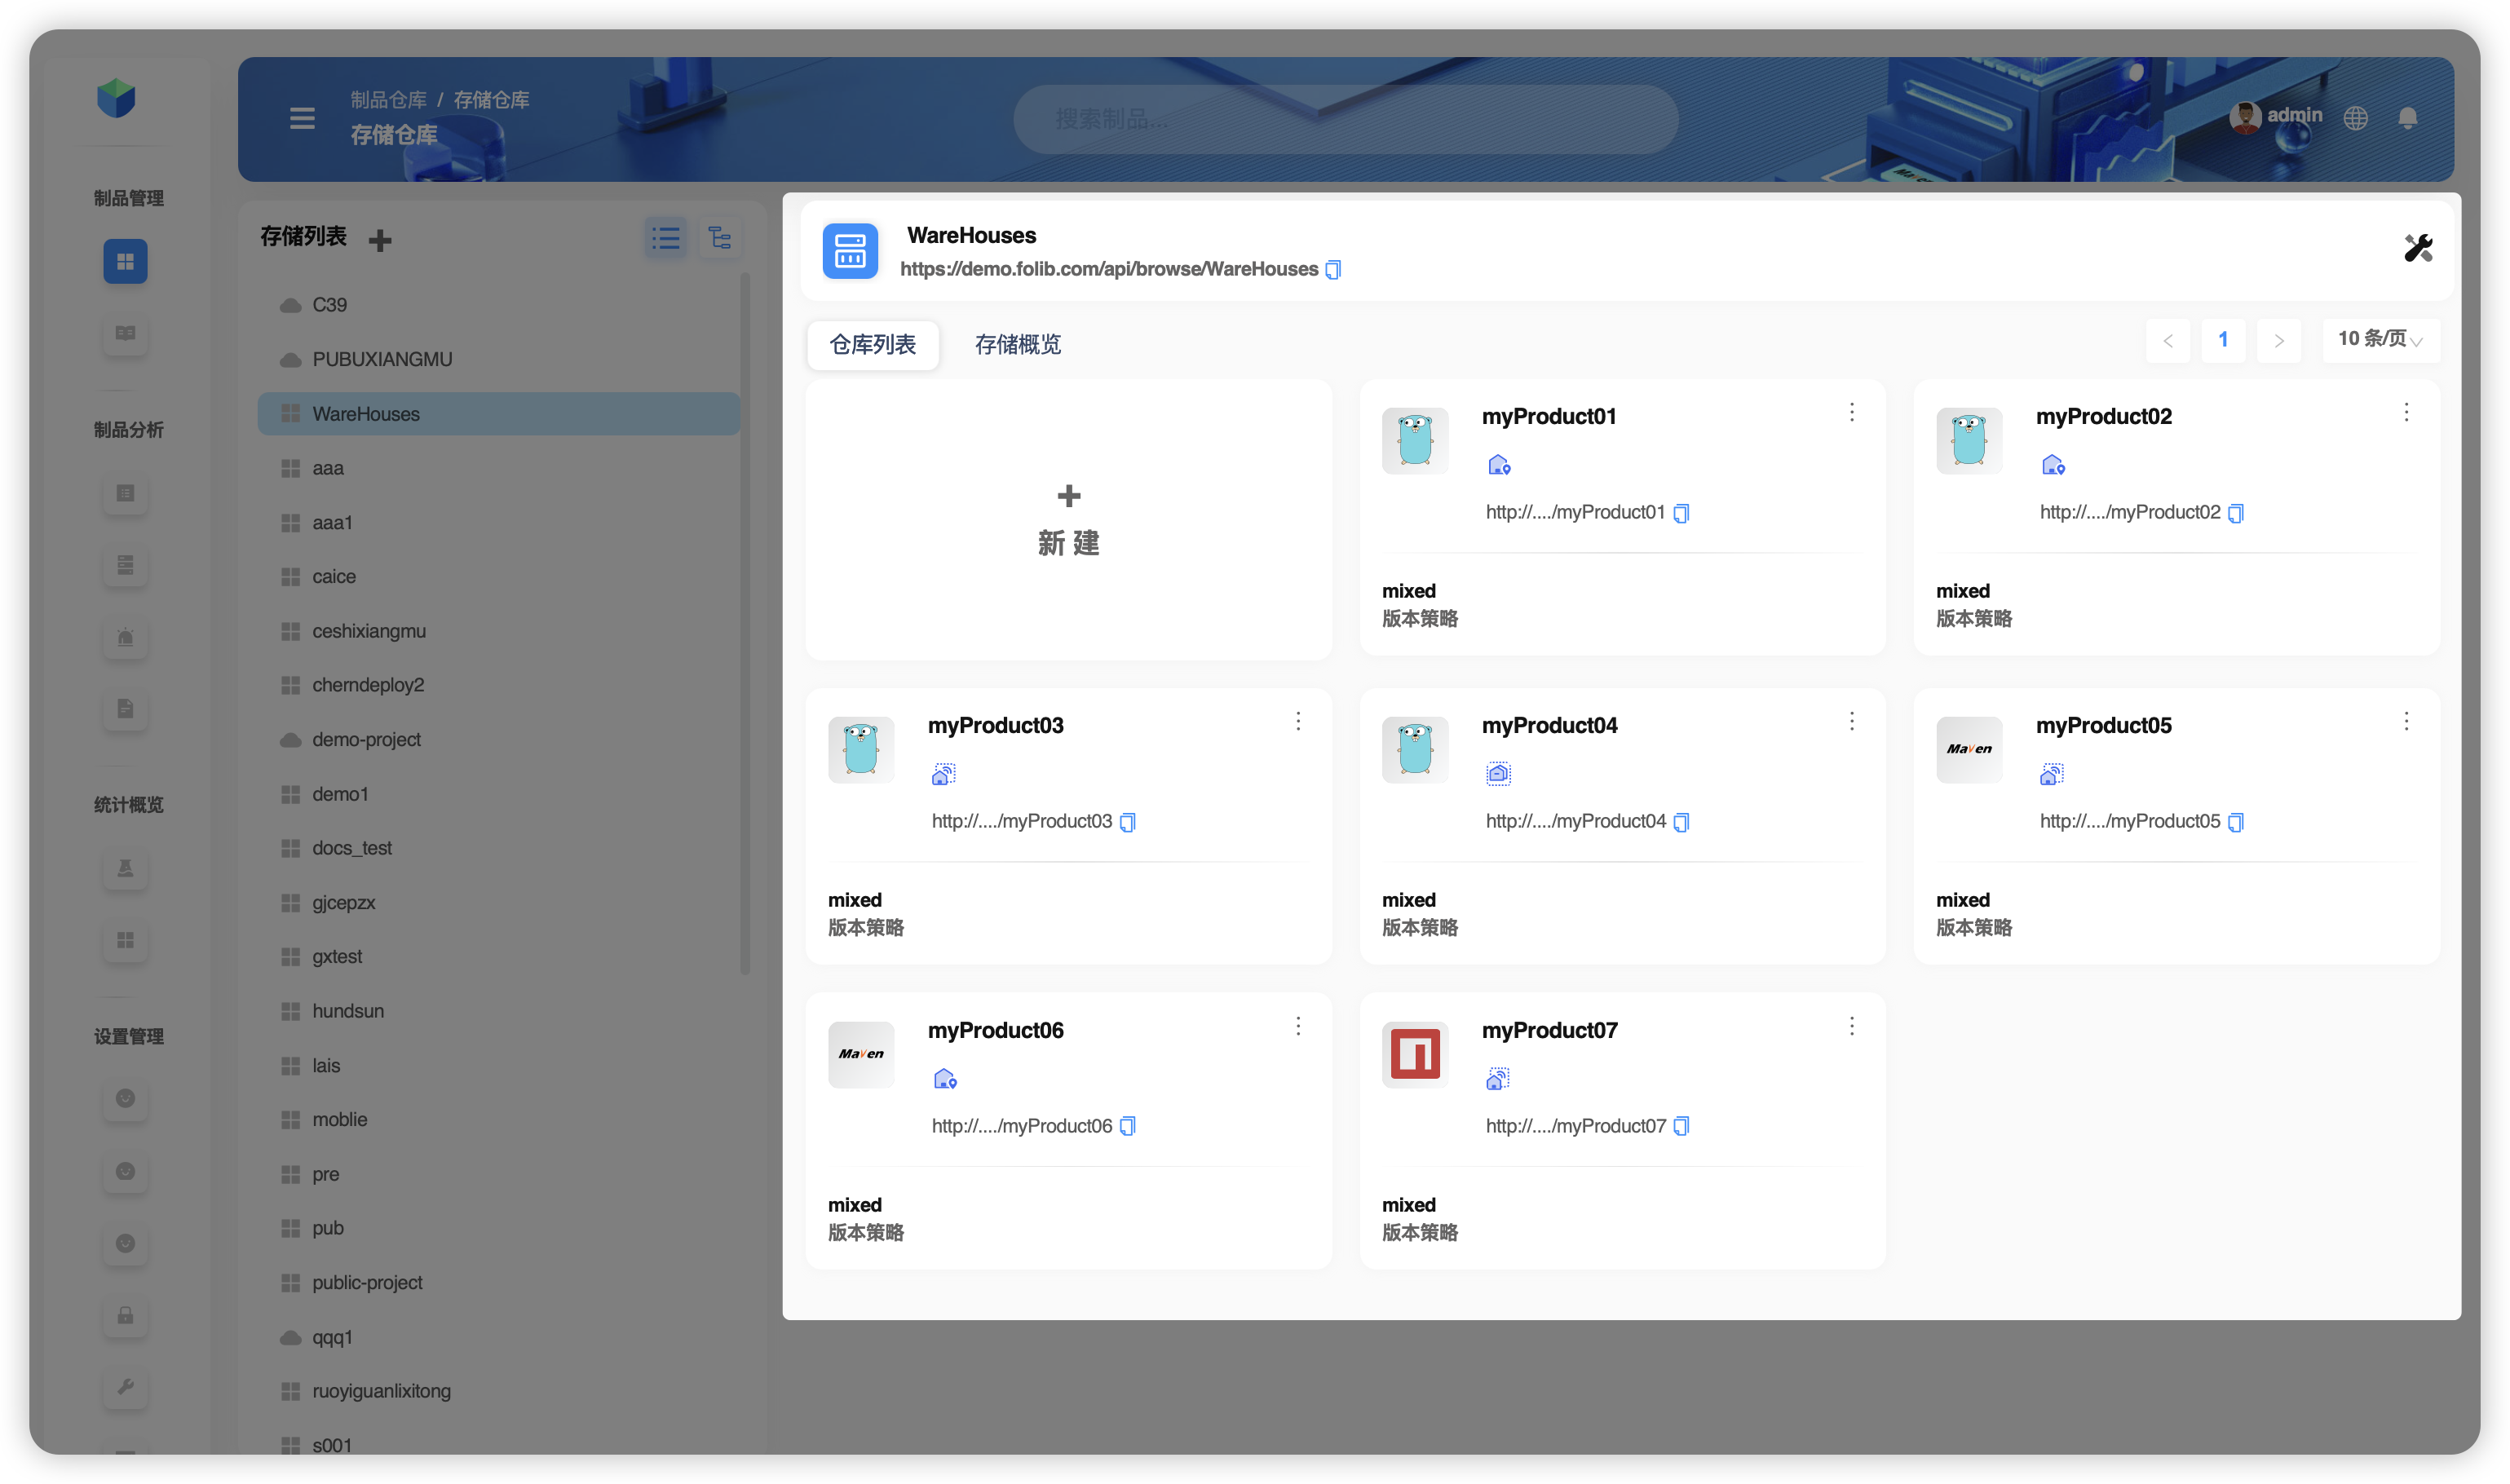 制品仓库 / 存储仓库
存储仓库
搜索制品...
admin
制品管理
制品分析
统计概览
设置管理
存储列表
C39
PUBUXIANGMU
WareHouses
aaa
aaa1
caice
ceshixiangmu
cherndeploy2
demo-project
demo1
docs_test
gjcepzx
gxtest
hundsun
lais
moblie
pre
pub
public-project
qqq1
ruoyiguanlixitong
s001
WareHouses
https://demo.folib.com/api/browse/WareHouses
仓库列表
存储概览
1
10 条/页
新 建
myProduct01
http://..../myProduct01
mixed
版本策略
myProduct02
http://..../myProduct02
mixed
版本策略
myProduct03
http://..../myProduct03
mixed
版本策略
myProduct04
http://..../myProduct04
mixed
版本策略
Maven
myProduct05
http://..../myProduct05
mixed
版本策略
Maven
myProduct06
http://..../myProduct06
mixed
版本策略
myProduct07
http://..../myProduct07
mixed
版本策略